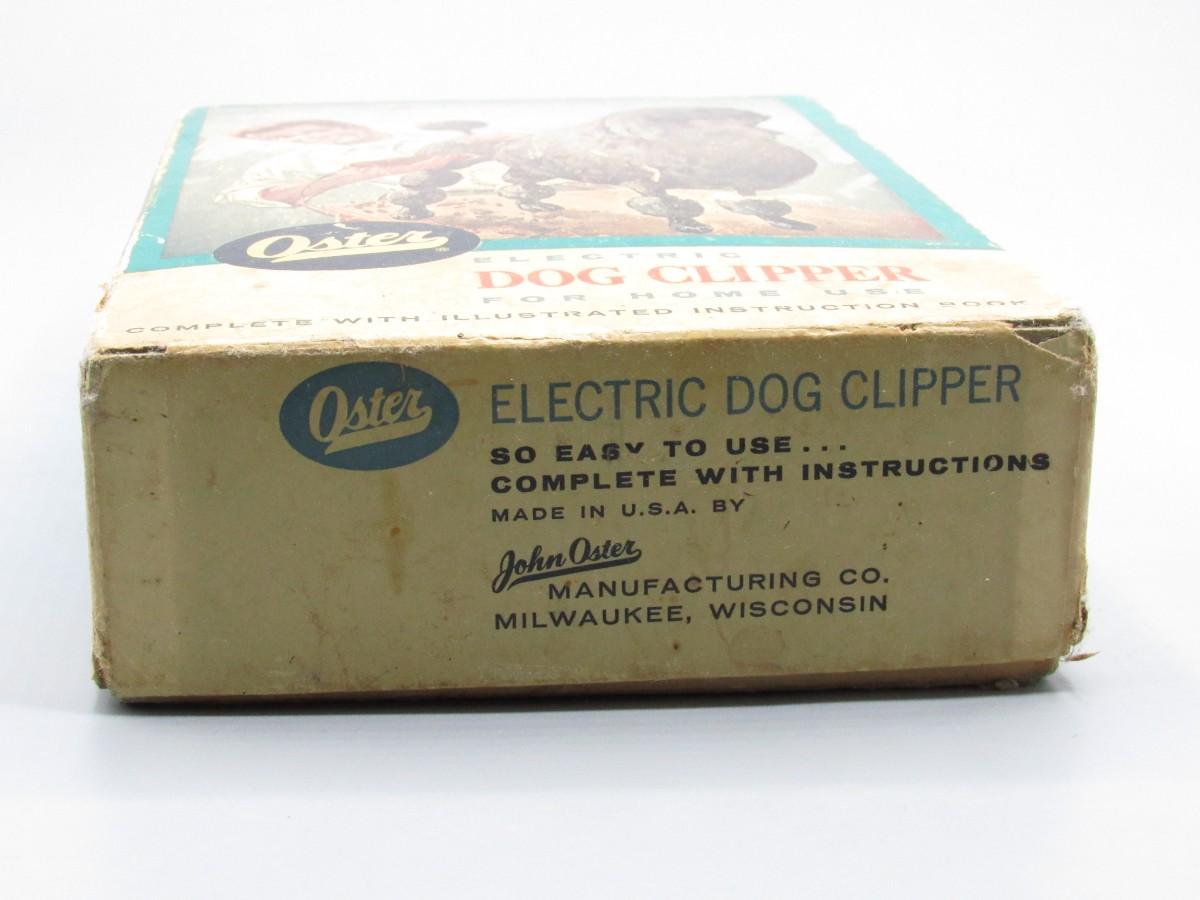 Oster®
ELECTRIC
DOG CLIPPER
FOR HOME USE
COMPLETE WITH ILLUSTRATED INSTRUCTION BOOK
Oster
ELECTRIC DOG CLIPPER
SO EASY TO USE...
COMPLETE WITH INSTRUCTIONS
MADE IN U.S.A. BY
John Oster
MANUFACTURING CO.
MILWAUKEE, WISCONSIN